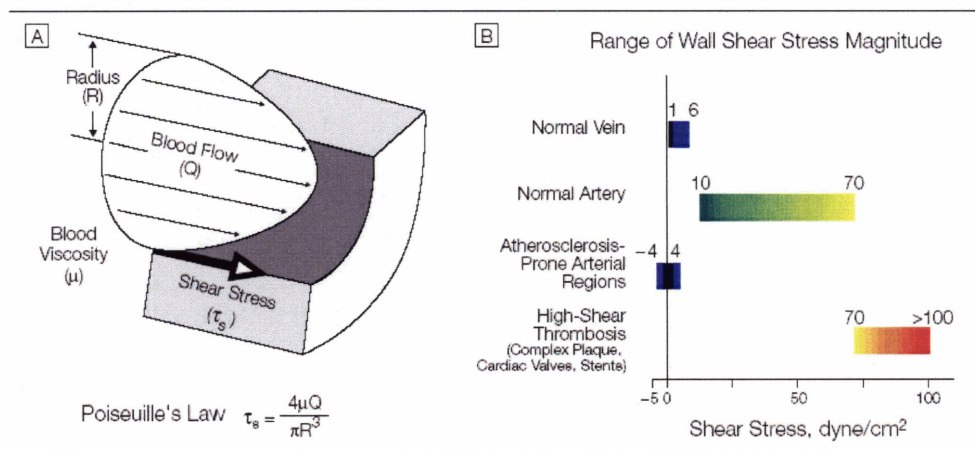 A
Radius
(R)
Blood Flow
(Q)
Blood
Viscosity
(μ)
Shear Stress
(τs)
Poiseuille's Law τs = 4μQ / πR³
B
Range of Wall Shear Stress Magnitude
Normal Vein
1 6
Normal Artery
10 70
Atherosclerosis-
Prone Arterial
Regions
−4 4
High-Shear
Thrombosis
(Complex Plaque,
Cardiac Valves, Stents)
70 >100
−5 0 50 100
Shear Stress, dyne/cm²